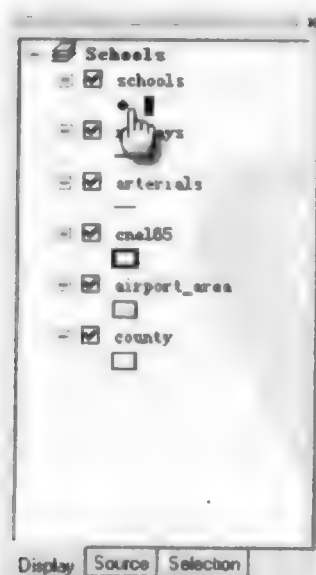 Schools
schools
arterials
cnel65
airport_area
county
Display Source Selection